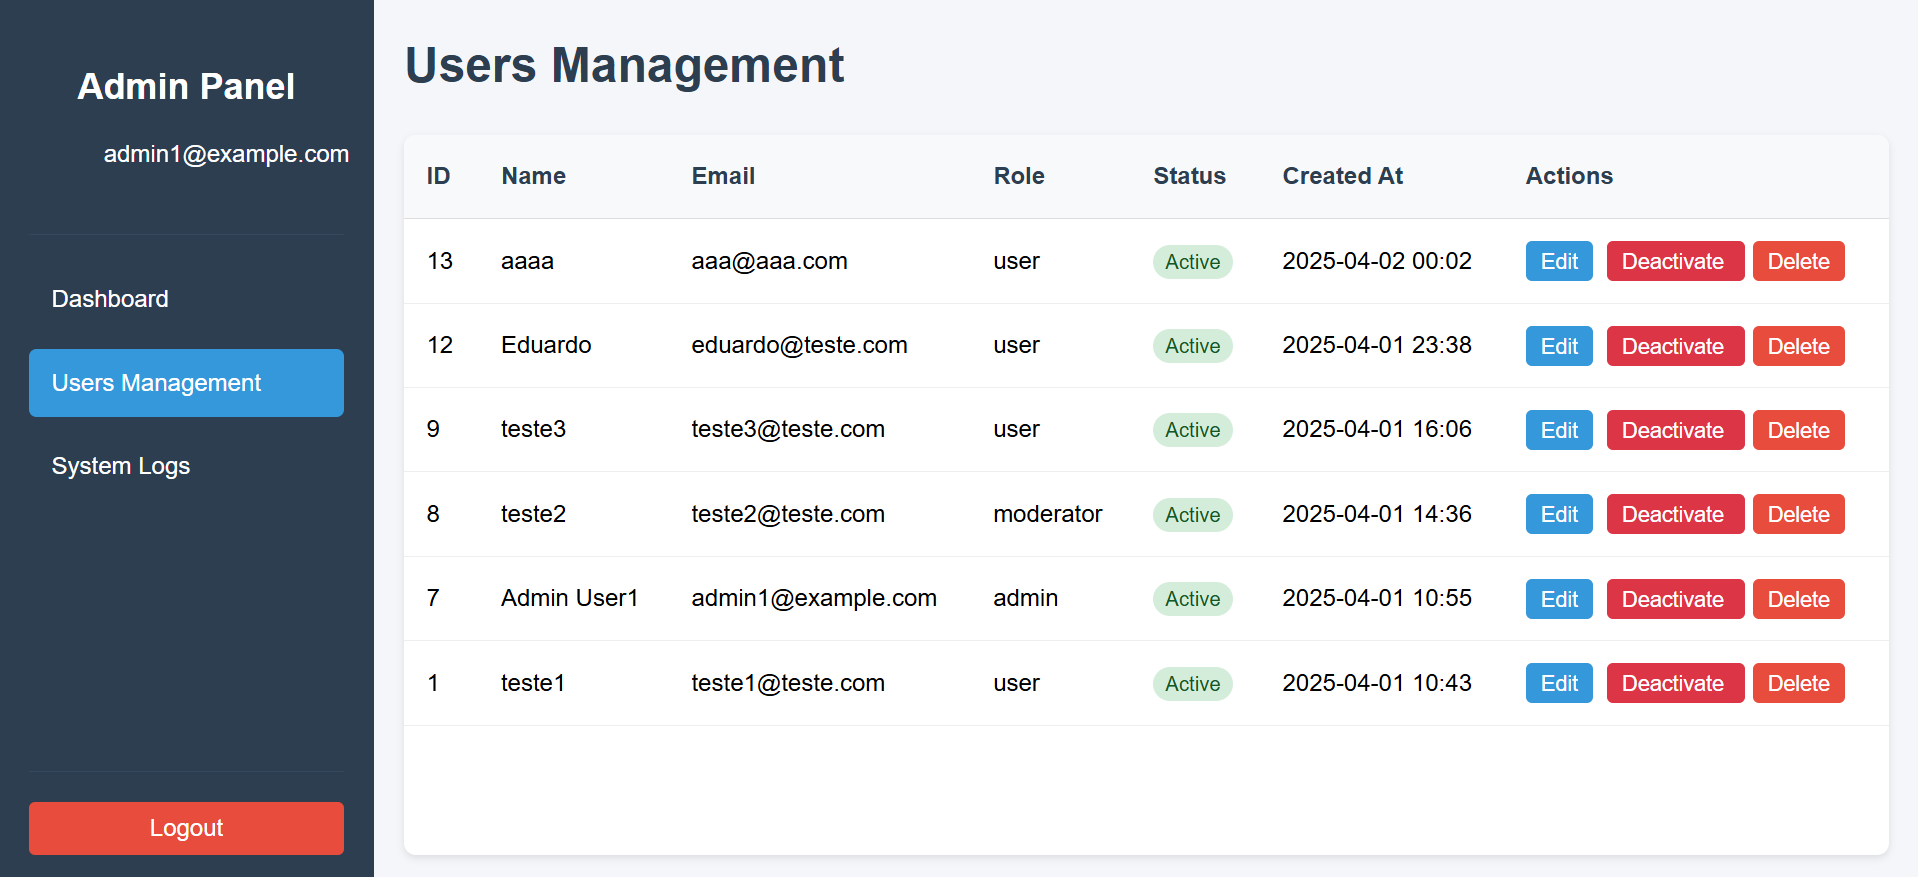 Admin Panel
admin1@example.com
Dashboard
Users Management
System Logs
Logout
Users Management
ID Name Email Role Status Created At Actions
13 aaaa aaa@aaa.com user Active 2025-04-02 00:02 Edit Deactivate Delete
12 Eduardo eduardo@teste.com user Active 2025-04-01 23:38 Edit Deactivate Delete
9 teste3 teste3@teste.com user Active 2025-04-01 16:06 Edit Deactivate Delete
8 teste2 teste2@teste.com moderator Active 2025-04-01 14:36 Edit Deactivate Delete
7 Admin User1 admin1@example.com admin Active 2025-04-01 10:55 Edit Deactivate Delete
1 teste1 teste1@teste.com user Active 2025-04-01 10:43 Edit Deactivate Delete